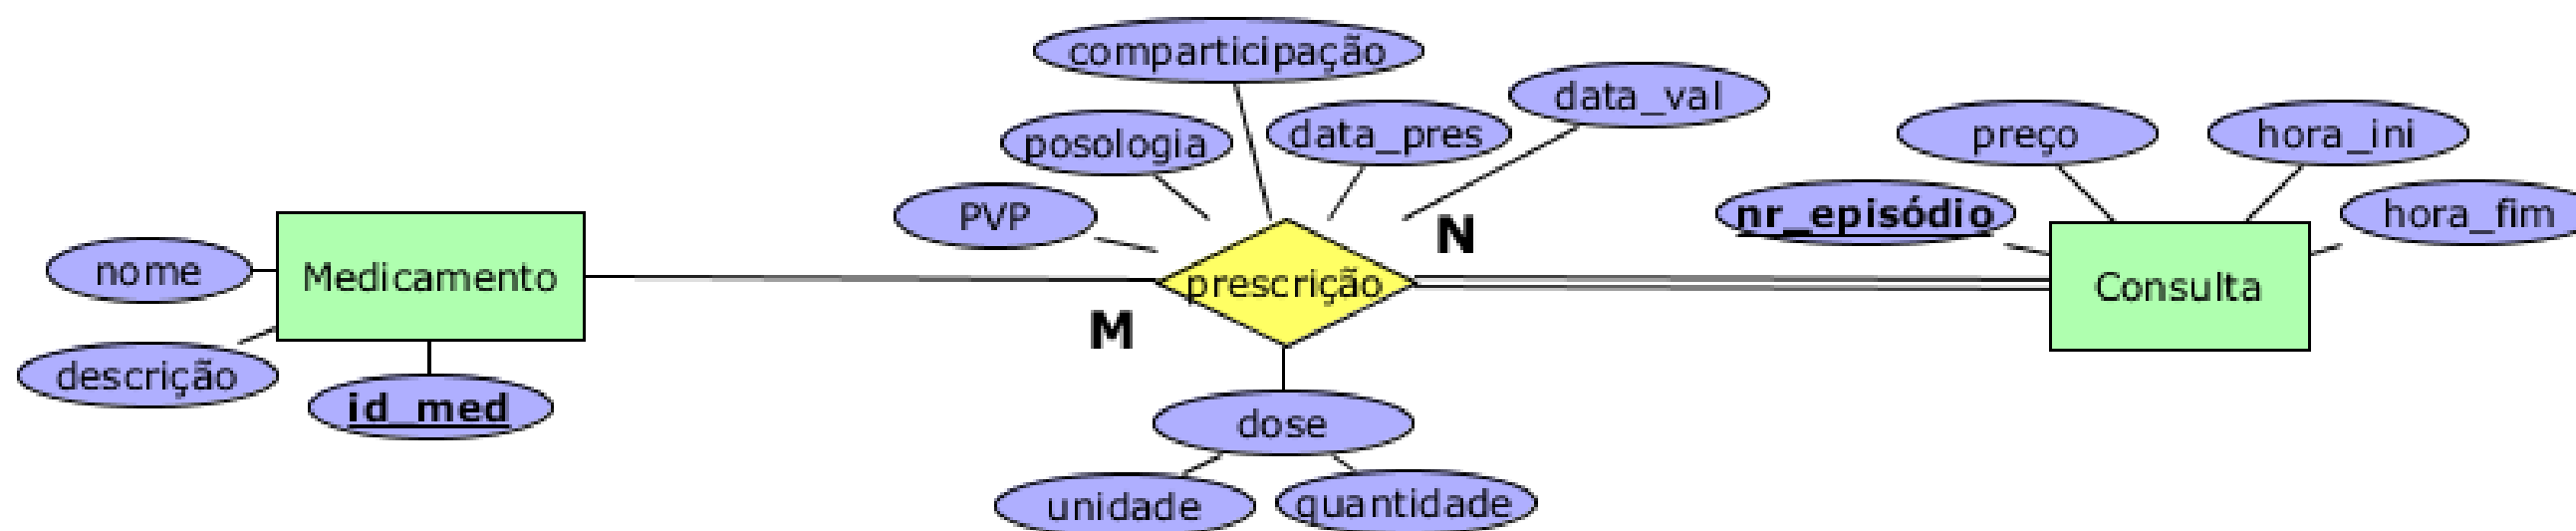 comparticipação
data_val
posologia
data_pres
preço
hora_ini
PVP
N
nr_episódio
hora_fim
nome
Medicamento
prescrição
Consulta
M
descrição
id_med
dose
unidade
quantidade